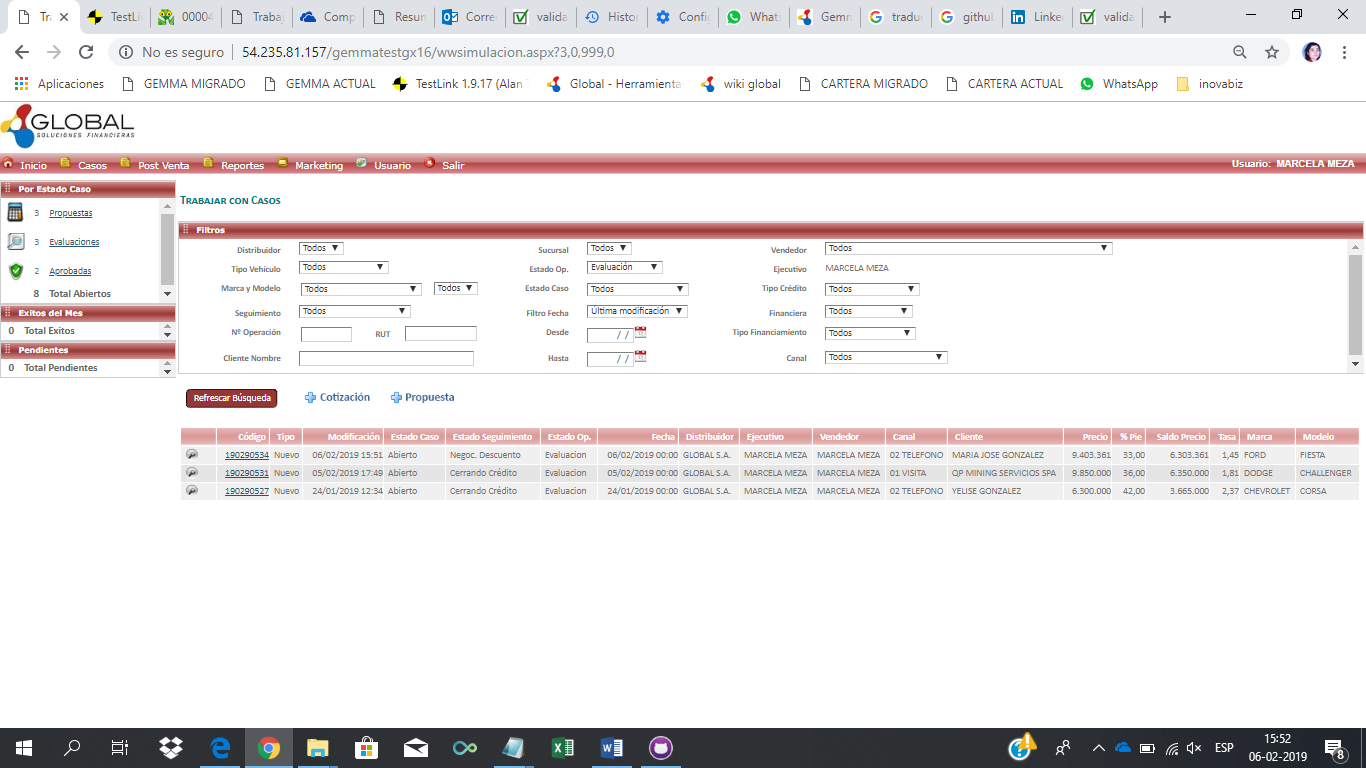 Tra
TestLin
00004
Trabaj
Comp
Resun
Corre
valida
Histor
Config
Whats
Gemm
traduc
githul
Linked
valida
No es seguro
54.235.81.157/gemmatestgx16/wwsimulacion.aspx?3,0,999,0
Aplicaciones
GEMMA MIGRADO
GEMMA ACTUAL
TestLink 1.9.17 (Alan
Global - Herramienta
wiki global
CARTERA MIGRADO
CARTERA ACTUAL
WhatsApp
inovabiz
GLOBAL
SOLUCIONES FINANCIERAS
Inicio Casos Post Venta Reportes Marketing Usuario Salir Usuario: MARCELA MEZA
Por Estado Caso
3 Propuestas
3 Evaluaciones
2 Aprobadas
8 Total Abiertos
Exitos del Mes
0 Total Exitos
Pendientes
0 Total Pendientes
TRABAJAR CON CASOS
Filtros
Distribuidor Todos Sucursal Todos Vendedor Todos
Tipo Vehículo Todos Estado Op. Evaluación Ejecutivo MARCELA MEZA
Marca y Modelo Todos Todos Estado Caso Todos Tipo Crédito Todos
Seguimiento Todos Filtro Fecha Última modificación Financiera Todos
Nº Operación RUT Desde / / Tipo Financiamiento Todos
Cliente Nombre Hasta / / Canal Todos
Refrescar Búsqueda Cotización Propuesta
Código Tipo Modificación Estado Caso Estado Seguimiento Estado Op. Fecha Distribuidor Ejecutivo Vendedor Canal Cliente Precio % Pie Saldo Precio Tasa Marca Modelo
190290534 Nuevo 06/02/2019 15:51 Abierto Negoc. Descuento Evaluacion 06/02/2019 00:00 GLOBAL S.A. MARCELA MEZA MARCELA MEZA 02 TELEFONO MARIA JOSE GONZALEZ 9.403.361 33,00 6.303.361 1,45 FORD FIESTA
190290531 Nuevo 05/02/2019 17:49 Abierto Cerrando Crédito Evaluacion 05/02/2019 00:00 GLOBAL S.A. MARCELA MEZA MARCELA MEZA 01 VISITA QP MINING SERVICIOS SPA 9.850.000 36,00 6.350.000 1,81 DODGE CHALLENGER
190290527 Nuevo 24/01/2019 12:34 Abierto Cerrando Crédito Evaluacion 24/01/2019 00:00 GLOBAL S.A. MARCELA MEZA MARCELA MEZA 02 TELEFONO YELISE GONZALEZ 6.300.000 42,00 3.665.000 2,37 CHEVROLET CORSA
ESP
15:52
06-02-2019
8